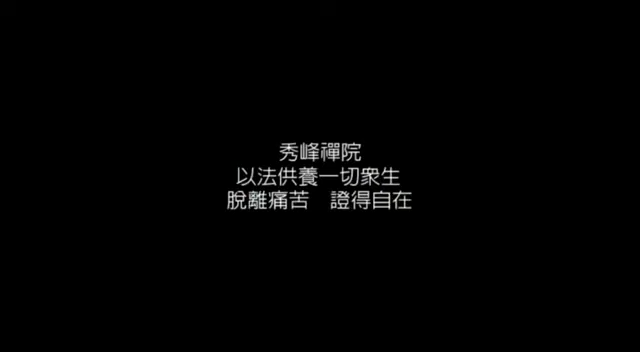 秀峰禪院
以法供養一切衆生
脫離痛苦　證得自在